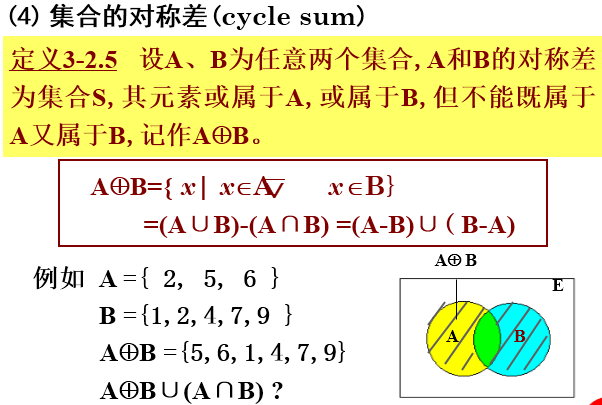 (4) 集合的对称差(cycle sum)
定义3-2.5 设A、B为任意两个集合,A和B的对称差
为集合S,其元素或属于A,或属于B,但不能既属于
A又属于B,记作A⊕B。
A⊕B={ x| x∈A ⊽ x∈B}
=(A∪B)-(A∩B) =(A-B)∪( B-A)
例如 A ={ 2, 5, 6 }
B ={1,2,4,7,9 }
A⊕B ={5,6,1,4,7,9}
A⊕B∪(A∩B) ?
A⊕B
E
A
B